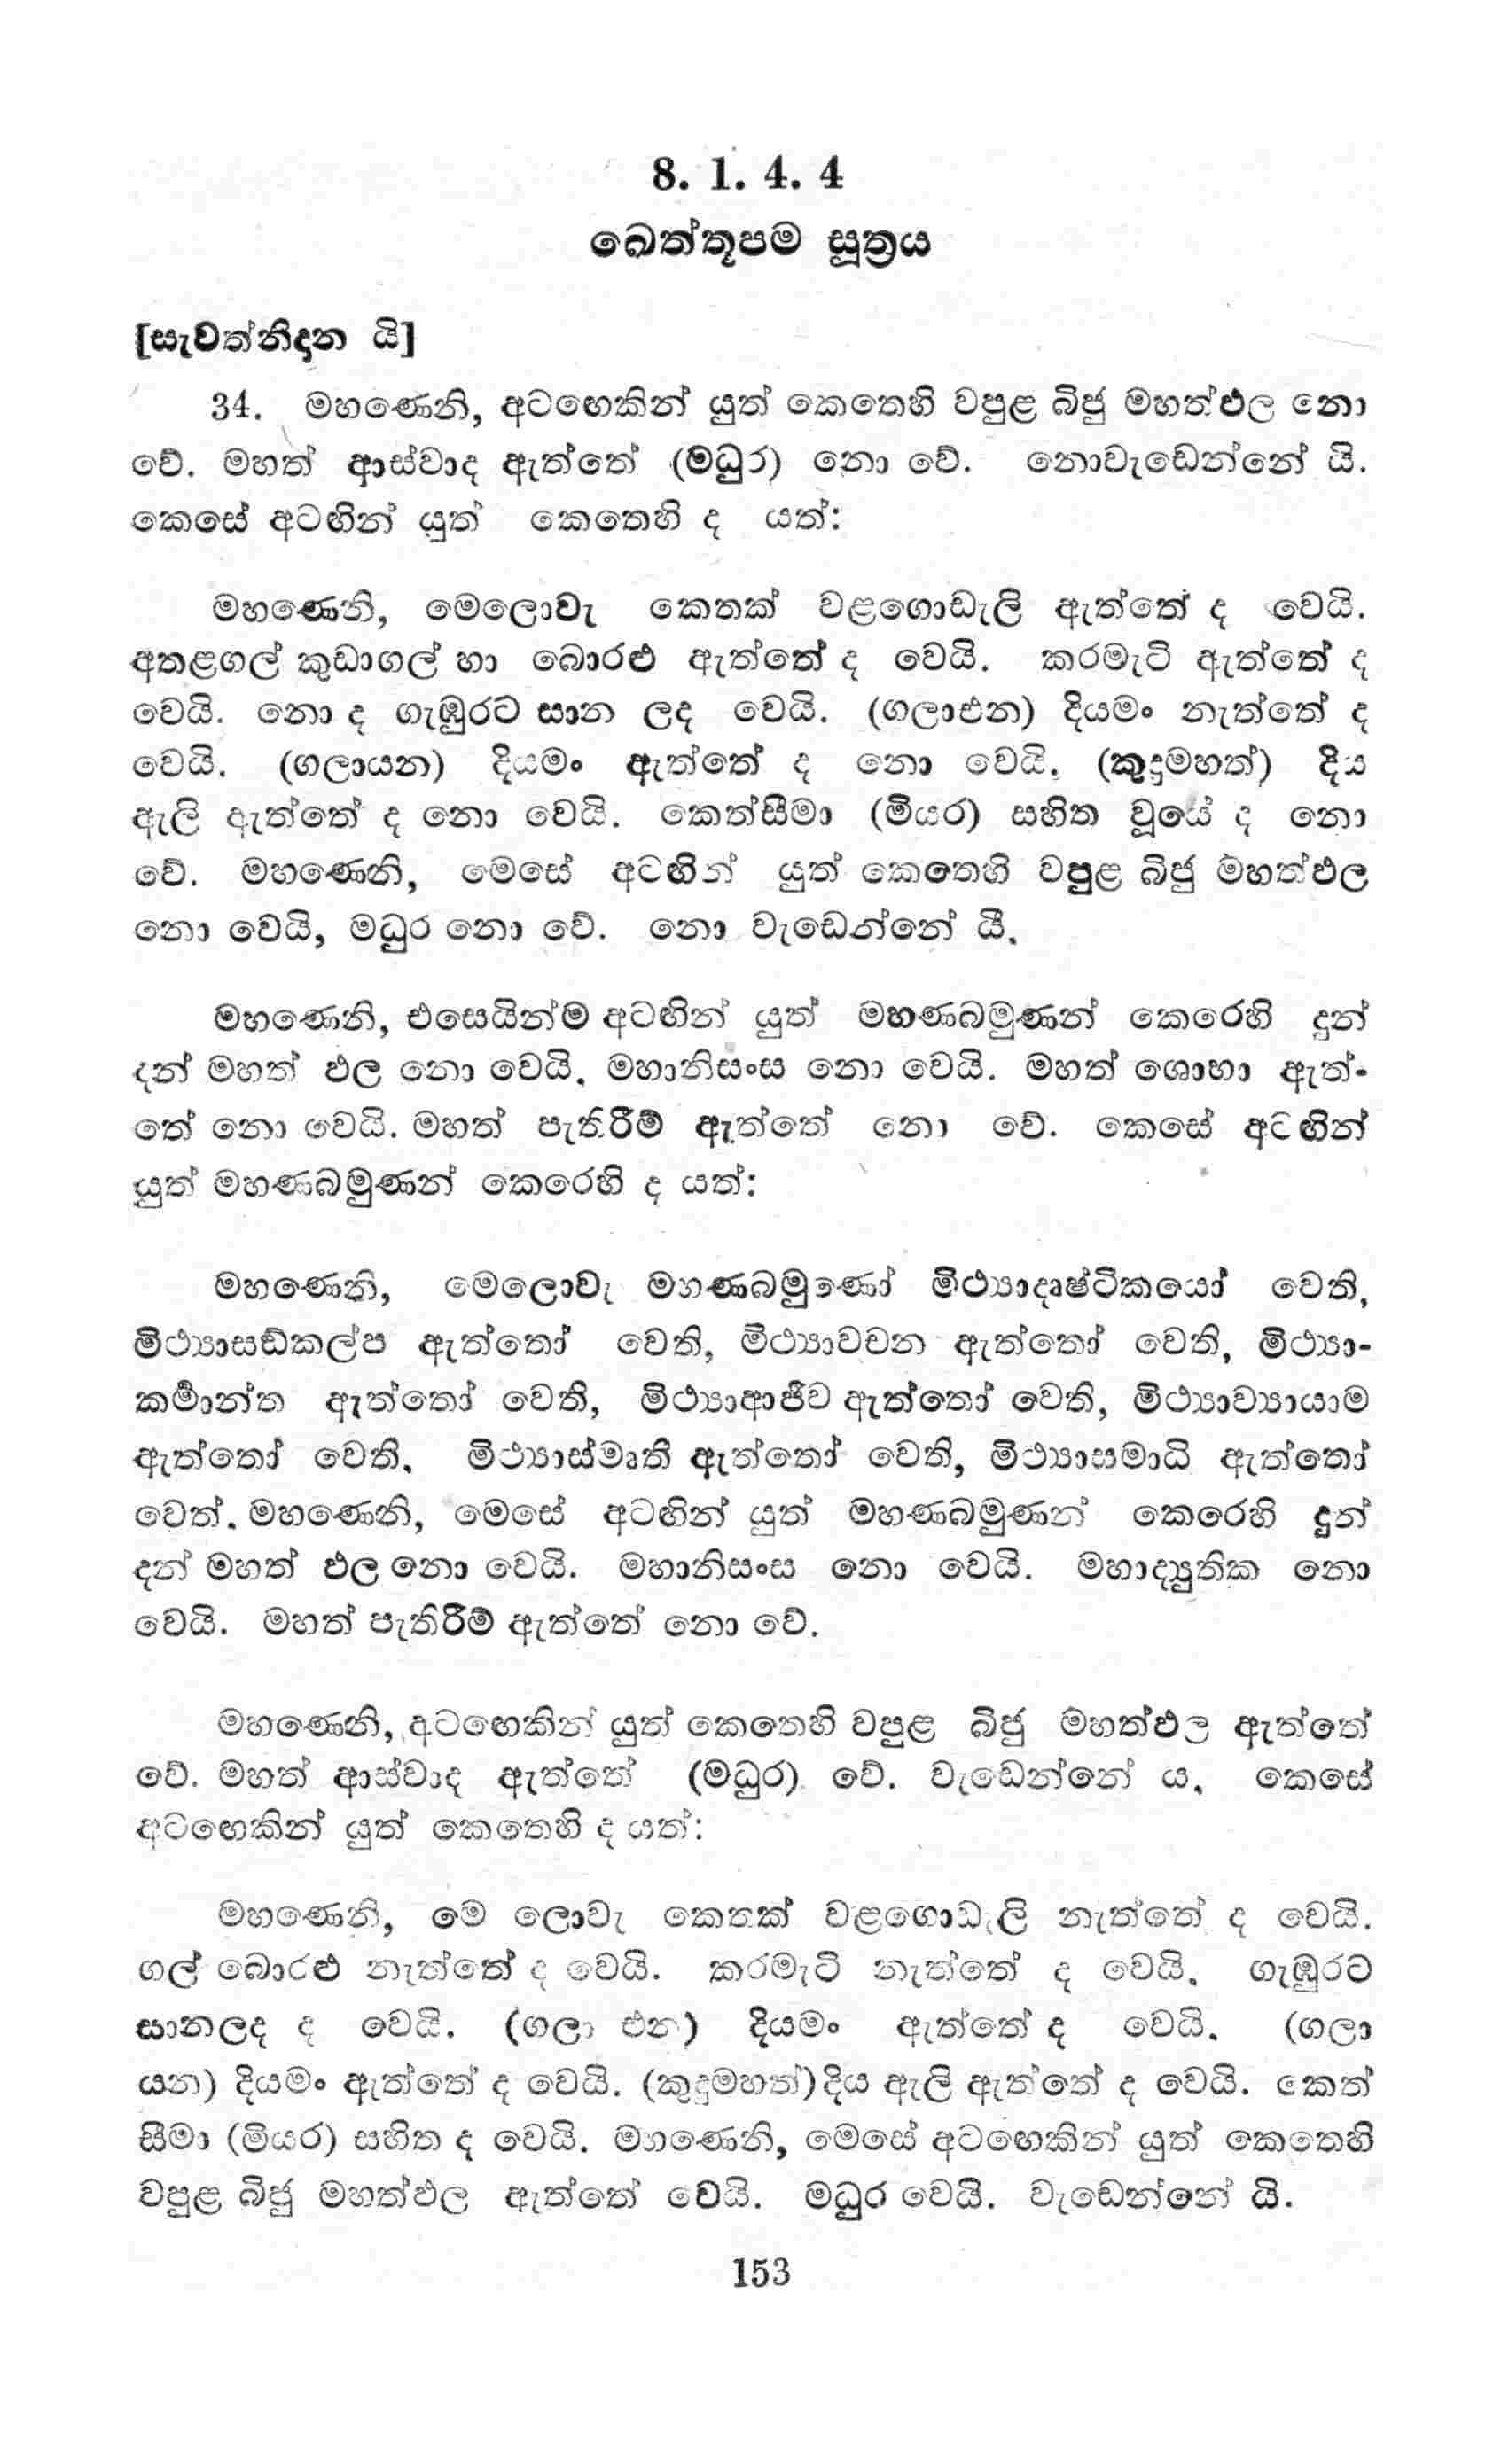 8. 1. 4. 4
ඛෙත්තූපම සූත්‍රය
[සැවත්නිදාන යි]
34. මහණෙනි, අටඟෙකින් යුත් කෙතෙහි වපුළ බිජු මහත්ඵල නො
වේ. මහත් ආස්වාද ඇත්තේ (මධුර) නො වේ. නොවැඩෙන්නේ යි.
කෙසේ අටඟින් යුත් කෙතෙහි ද යත්:
මහණෙනි, මෙලොවැ කෙතක් වළගොඩැලි ඇත්තේ ද වෙයි.
අතළගල් කුඩාගල් හා බොරළු ඇත්තේ ද වෙයි. කරමැටි ඇත්තේ ද
වෙයි. නො ද ගැඹුරට සාන ලද වෙයි. (ගලාඑන) දියමං නැත්තේ ද
වෙයි. (ගලායන) දියමං ඇත්තේ ද නො වෙයි. (කුදුමහත්) දිය
ඇලි ඇත්තේ ද නො වෙයි. කෙත්සීමා (මියර) සහිත වූයේ ද නො
වේ. මහණෙනි, මෙසේ අටඟින් යුත් කෙතෙහි වපුළ බිජු මහත්ඵල
නො වෙයි, මධුර නො වේ. නො වැඩෙන්නේ යී.
මහණෙනි, එසෙයින්ම අටඟින් යුත් මහණබමුණන් කෙරෙහි දුන්
දන් මහත් ඵල නො වෙයි. මහානිසංස නො වෙයි. මහත් ශොභා ඇත්-
තේ නො වෙයි. මහත් පැතිරීම් ඇත්තේ නො වේ. කෙසේ අටඟින්
යුත් මහණබමුණන් කෙරෙහි ද යත්:
මහණෙනි, මෙලොවැ මහණබමුණෝ මිථ්‍යාදෘෂ්ටිකයෝ වෙති,
මිථ්‍යාසඞ්කල්ප ඇත්තෝ වෙති, මිථ්‍යාවචන ඇත්තෝ වෙති, මිථ්‍යා-
කර්‍මාන්ත ඇත්තෝ වෙති, මිථ්‍යාආජීව ඇත්තෝ වෙති, මිථ්‍යාව්‍යායාම
ඇත්තෝ වෙති. මිථ්‍යාස්මෘති ඇත්තෝ වෙති, මිථ්‍යාසමාධි ඇත්තෝ
වෙත්. මහණෙනි, මෙසේ අටඟින් යුත් මහණබමුණන් කෙරෙහි දුන්
දන් මහත් ඵල නො වෙයි. මහානිසංස නො වෙයි. මහාද්‍යුතික නො
වෙයි. මහත් පැතිරීම් ඇත්තේ නො වේ.
මහණෙනි, අටඟෙකින් යුත් කෙතෙහි වපුළ බිජු මහත්ඵල ඇත්තේ
වේ. මහත් ආස්වාද ඇත්තේ (මධුර) වේ. වැඩෙන්නේ ය. කෙසේ
අටඟෙකින් යුත් කෙතෙහි ද යත්:
මහණෙනි, මෙ ලොවැ කෙතක් වළගොඩැලි නැත්තේ ද වෙයි.
ගල් බොරළු නැත්තේ ද වෙයි. කරමැටි නැත්තේ ද වෙයි. ගැඹුරට
සානලද ද වෙයි. (ගලා එන) දියමං ඇත්තේ ද වෙයි. (ගලා
යන) දියමං ඇත්තේ ද වෙයි. (කුදුමහත්) දිය ඇලි ඇත්තේ ද වෙයි. කෙත්
සීමා (මියර) සහිත ද වෙයි. මහණෙනි, මෙසේ අටඟෙකින් යුත් කෙතෙහි
වපුළ බිජු මහත්ඵල ඇත්තේ වෙයි. මධුර වෙයි. වැඩෙන්නේ යි.
153